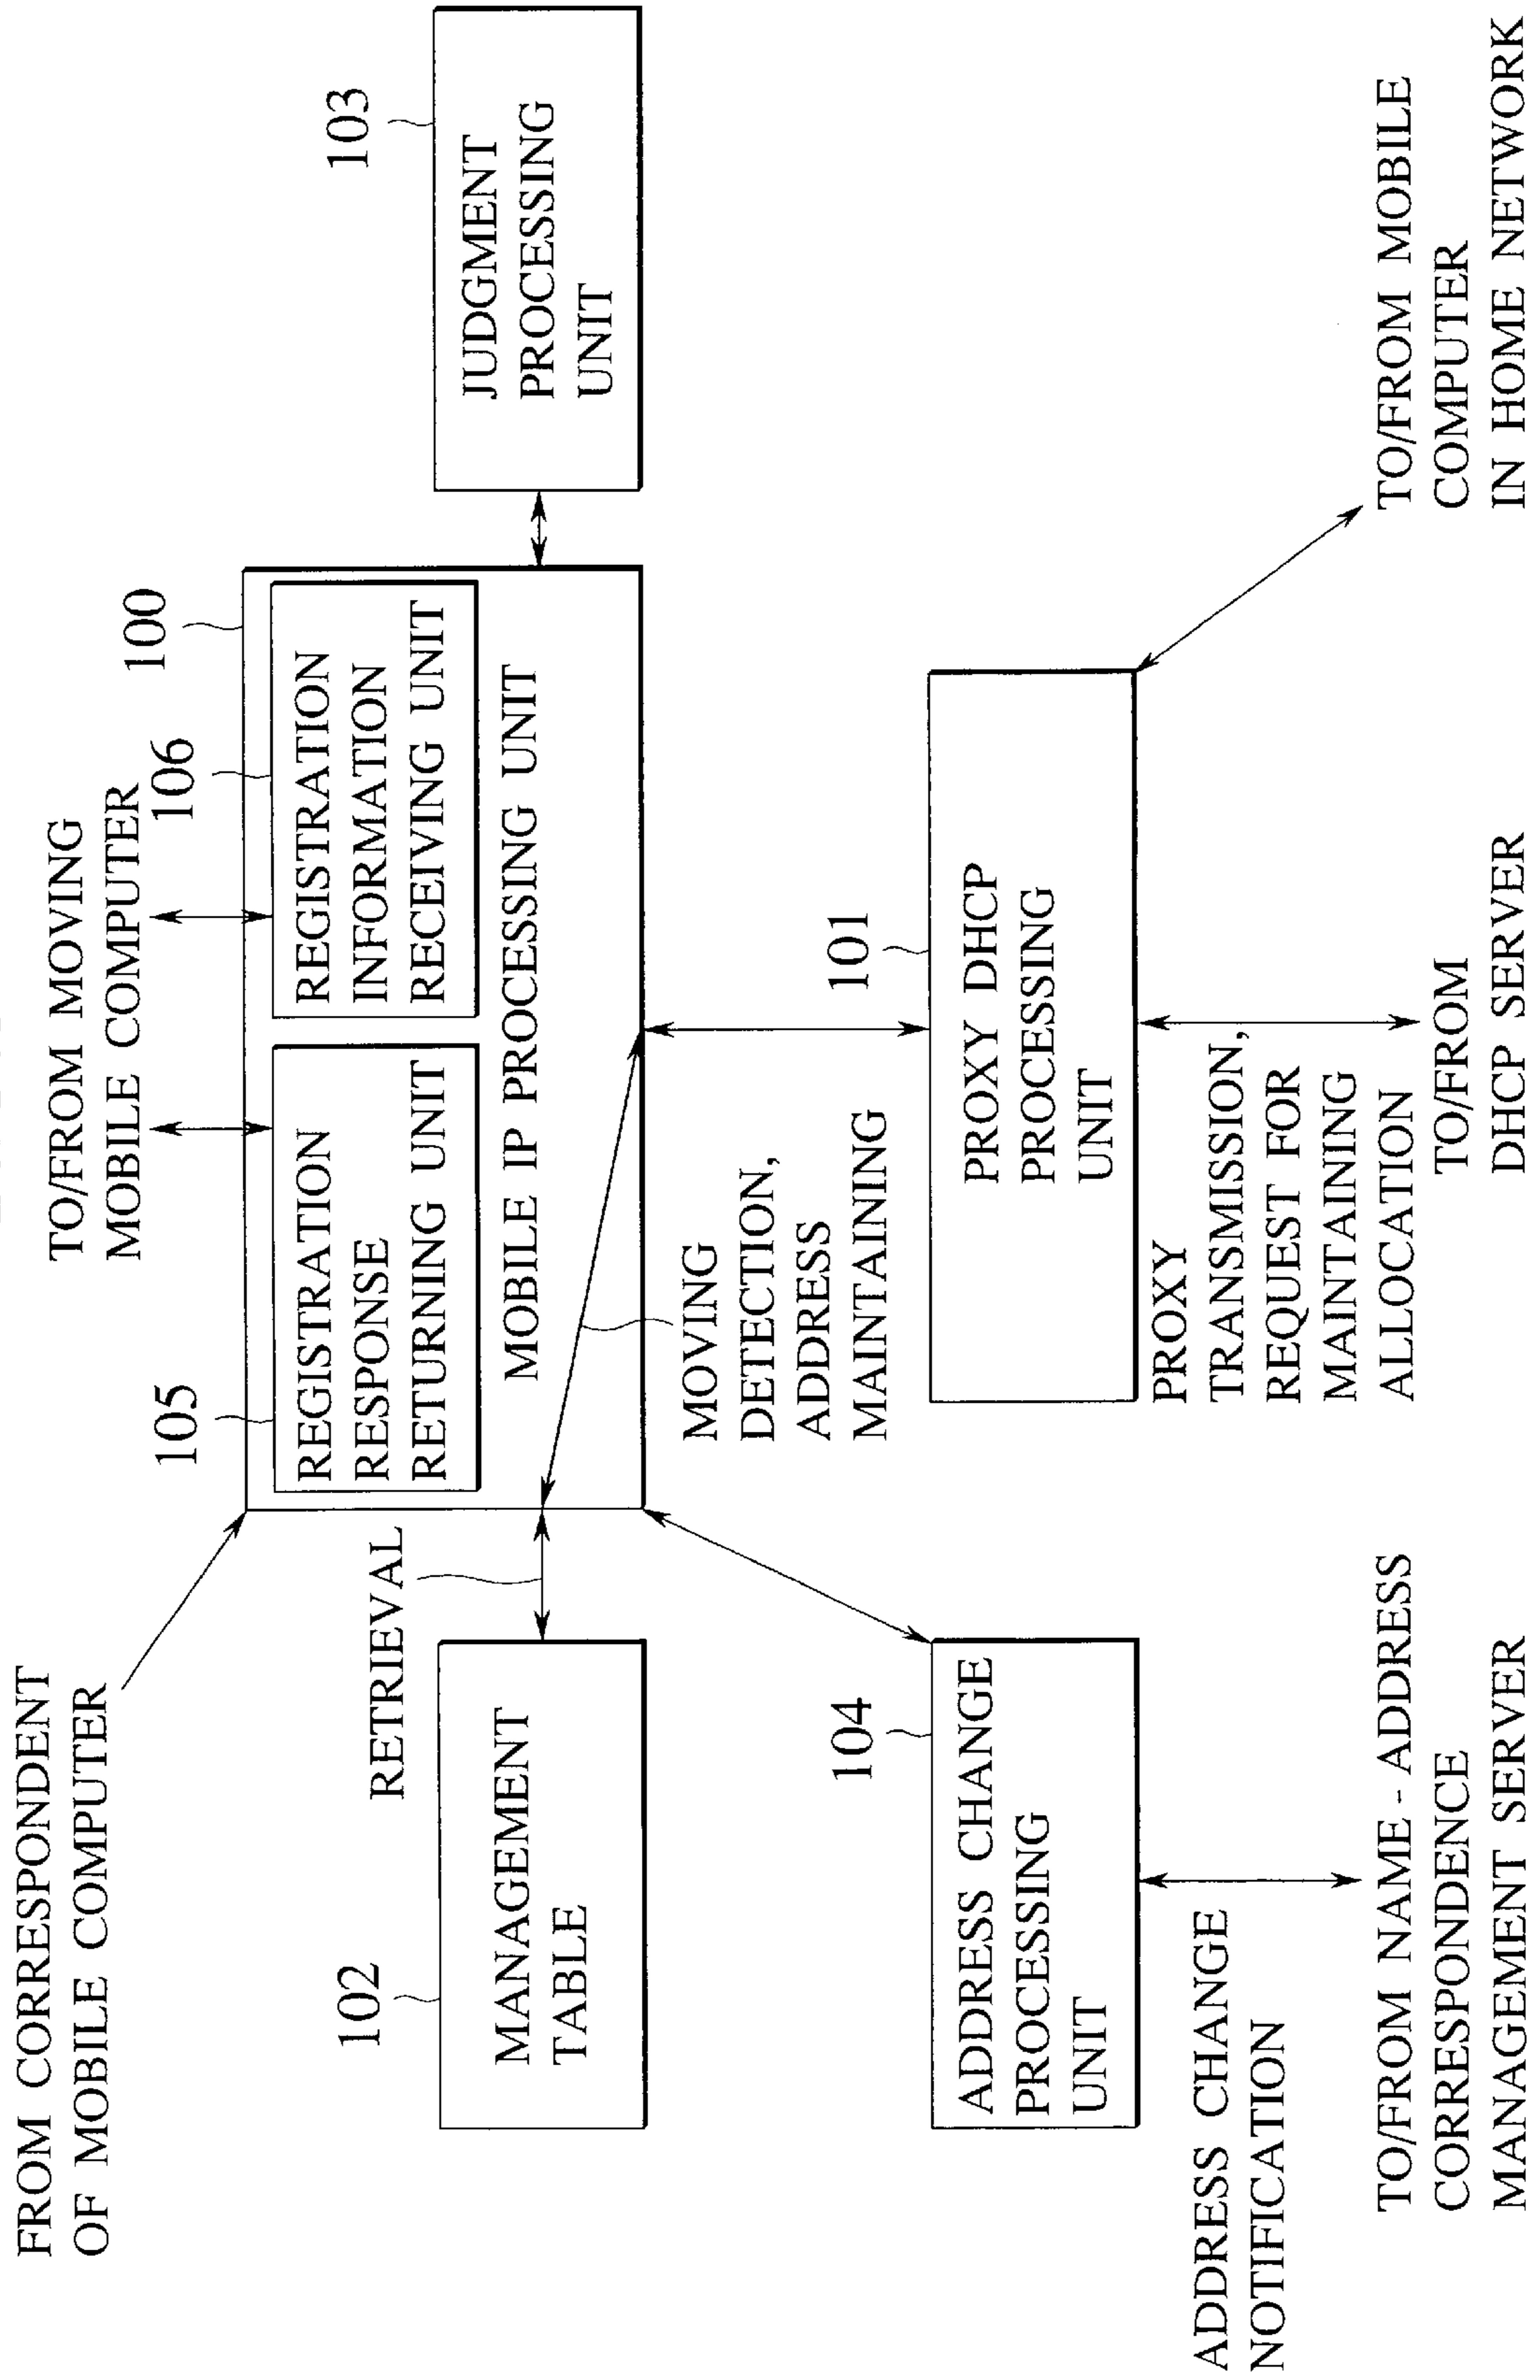 FROM CORRESPONDENT
OF MOBILE COMPUTER
TO/FROM MOVING
MOBILE COMPUTER
105
106
100
REGISTRATION
RESPONSE
RETURNING UNIT
REGISTRATION
INFORMATION
RECEIVING UNIT
MOBILE IP PROCESSING UNIT
RETRIEVAL
102
MANAGEMENT
TABLE
103
JUDGMENT
PROCESSING
UNIT
MOVING
DETECTION,
ADDRESS
MAINTAINING
104
ADDRESS CHANGE
PROCESSING
UNIT
101
PROXY DHCP
PROCESSING
UNIT
ADDRESS CHANGE
NOTIFICATION
PROXY
TRANSMISSION,
REQUEST FOR
MAINTAINING
ALLOCATION
TO/FROM NAME - ADDRESS
CORRESPONDENCE
MANAGEMENT SERVER
TO/FROM
DHCP SERVER
TO/FROM MOBILE
COMPUTER
IN HOME NETWORK